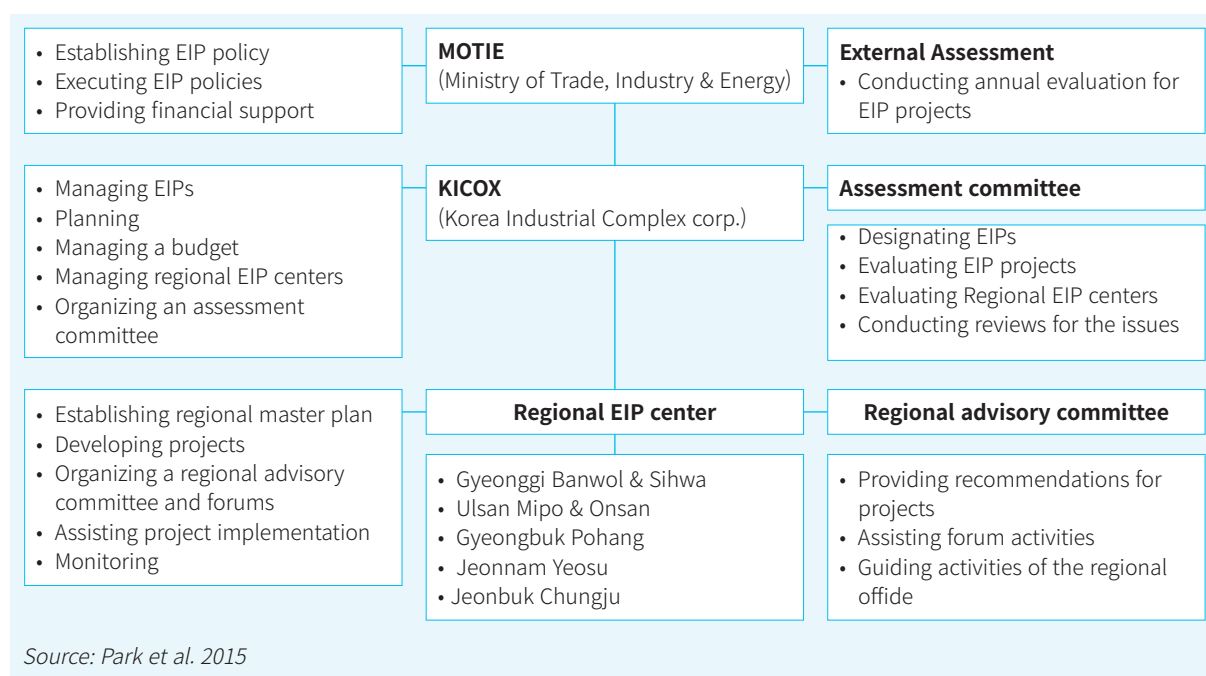 • Establishing EIP policy
• Executing EIP policies
• Providing financial support
MOTIE
(Ministry of Trade, Industry & Energy)
External Assessment
• Conducting annual evaluation for
EIP projects
• Managing EIPs
• Planning
• Managing a budget
• Managing regional EIP centers
• Organizing an assessment
committee
KICOX
(Korea Industrial Complex corp.)
Assessment committee
• Designating EIPs
• Evaluating EIP projects
• Evaluating Regional EIP centers
• Conducting reviews for the issues
• Establishing regional master plan
• Developing projects
• Organizing a regional advisory
committee and forums
• Assisting project implementation
• Monitoring
Regional EIP center
• Gyeonggi Banwol & Sihwa
• Ulsan Mipo & Onsan
• Gyeongbuk Pohang
• Jeonnam Yeosu
• Jeonbuk Chungju
Regional advisory committee
• Providing recommendations for
projects
• Assisting forum activities
• Guiding activities of the regional
offide
Source: Park et al. 2015